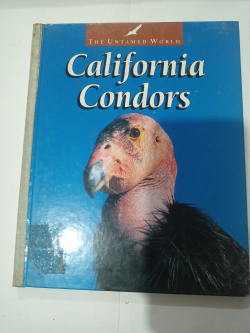 THE UNTAMED WORLD
California
Condors